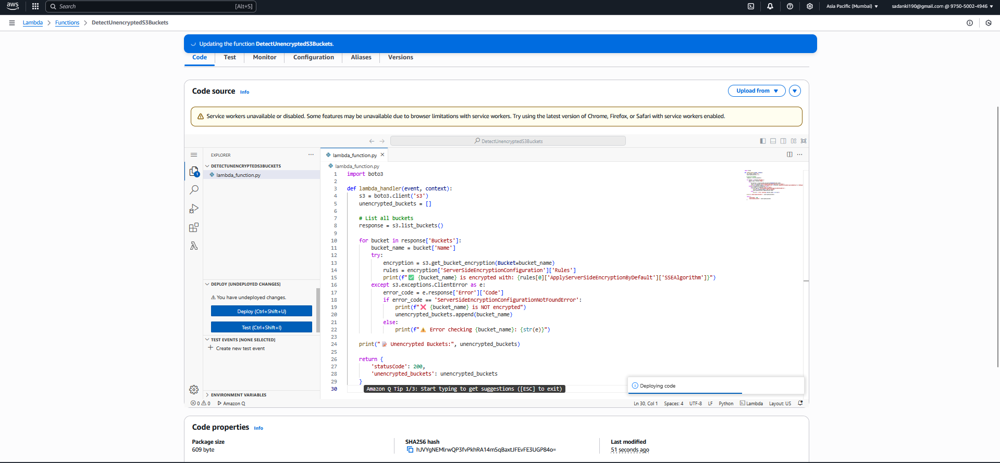 aws
Search [Alt+S]
Asia Pacific (Mumbai) ▼ sadanki190@gmail.com @ 9750-5002-4946 ▼
Lambda > Functions > DetectUnencryptedS3Buckets
Updating the function DetectUnencryptedS3Buckets.
Code Test Monitor Configuration Aliases Versions
Code source Info
Upload from ▼
Service workers unavailable or disabled. Some features may be unavailable due to browser limitations with service workers. Try using the latest version of Chrome, Firefox, or Safari with service workers enabled.
DetectUnencryptedS3Buckets
EXPLORER
DETECTUNENCRYPTEDS3BUCKETS
lambda_function.py
1
DEPLOY [UNDEPLOYED CHANGES]
You have undeployed changes.
Deploy (Ctrl+Shift+U)
Test (Ctrl+Shift+I)
TEST EVENTS [NONE SELECTED]
+ Create new test event
ENVIRONMENT VARIABLES
lambda_function.py
lambda_function.py
1 import boto3
2
3 def lambda_handler(event, context):
4 s3 = boto3.client('s3')
5 unencrypted_buckets = []
6
7 # List all buckets
8 response = s3.list_buckets()
9
10 for bucket in response['Buckets']:
11 bucket_name = bucket['Name']
12 try:
13 encryption = s3.get_bucket_encryption(Bucket=bucket_name)
14 rules = encryption['ServerSideEncryptionConfiguration']['Rules']
15 print(f"✅ {bucket_name} is encrypted with: {rules[0]['ApplyServerSideEncryptionByDefault']['SSEAlgorithm']}")
16 except s3.exceptions.ClientError as e:
17 error_code = e.response['Error']['Code']
18 if error_code == 'ServerSideEncryptionConfigurationNotFoundError':
19 print(f"❌ {bucket_name} is NOT encrypted")
20 unencrypted_buckets.append(bucket_name)
21 else:
22 print(f"⚠️ Error checking {bucket_name}: {str(e)}")
23
24 print("📝 Unencrypted Buckets:", unencrypted_buckets)
25
26 return {
27 'statusCode': 200,
28 'unencrypted_buckets': unencrypted_buckets
29 }
30 Amazon Q Tip 1/3: Start typing to get suggestions ([ESC] to exit)
Deploying code
0 0 Amazon Q
Ln 30, Col 1 Spaces: 4 UTF-8 LF Python Lambda Layout: US
Code properties Info
Package size
609 byte
SHA256 hash
hJVYgNEMlrwQP3fvPkhRA14m5qBaxtJFEvFE3UGP84o=
Last modified
51 seconds ago